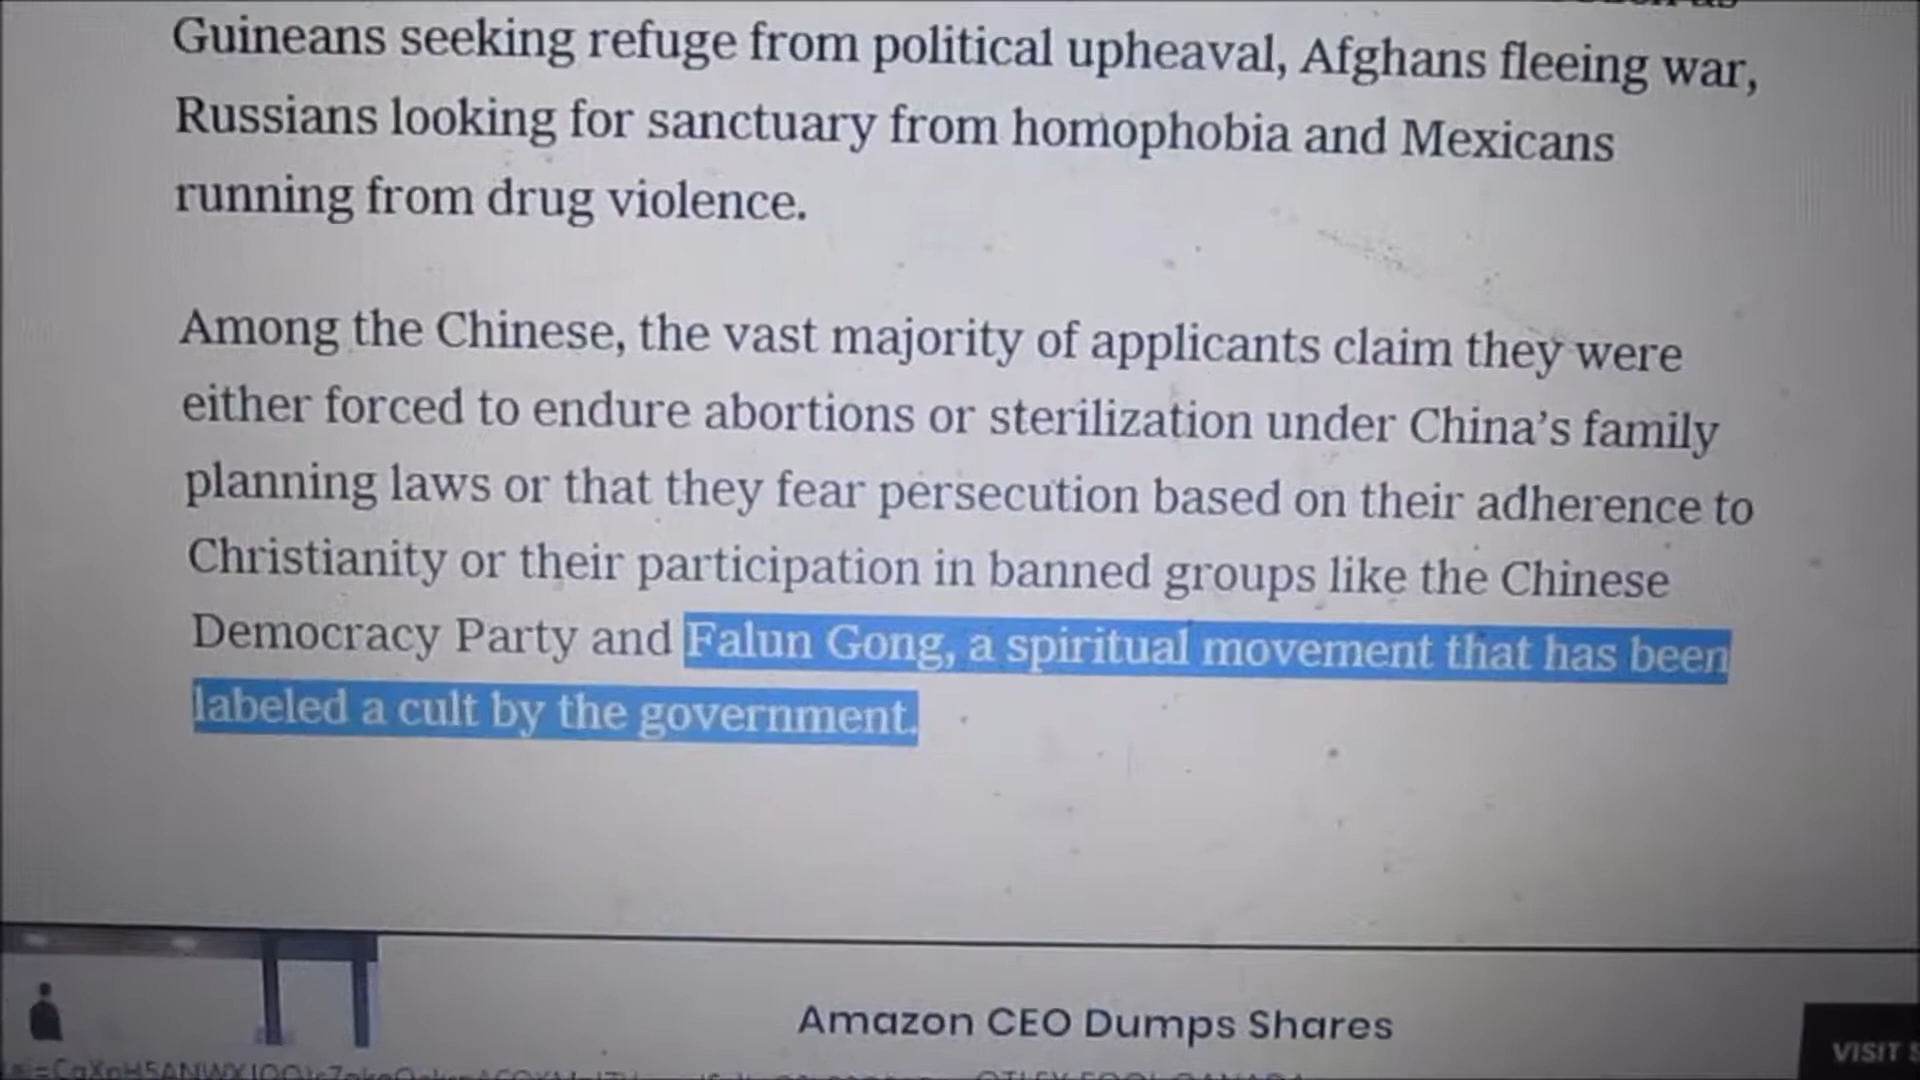 Guineans seeking refuge from political upheaval, Afghans fleeing war,
Russians looking for sanctuary from homophobia and Mexicans
running from drug violence.
Among the Chinese, the vast majority of applicants claim they were
either forced to endure abortions or sterilization under China’s family
planning laws or that they fear persecution based on their adherence to
Christianity or their participation in banned groups like the Chinese
Democracy Party and Falun Gong, a spiritual movement that has been
labeled a cult by the government.
Amazon CEO Dumps Shares
VISIT